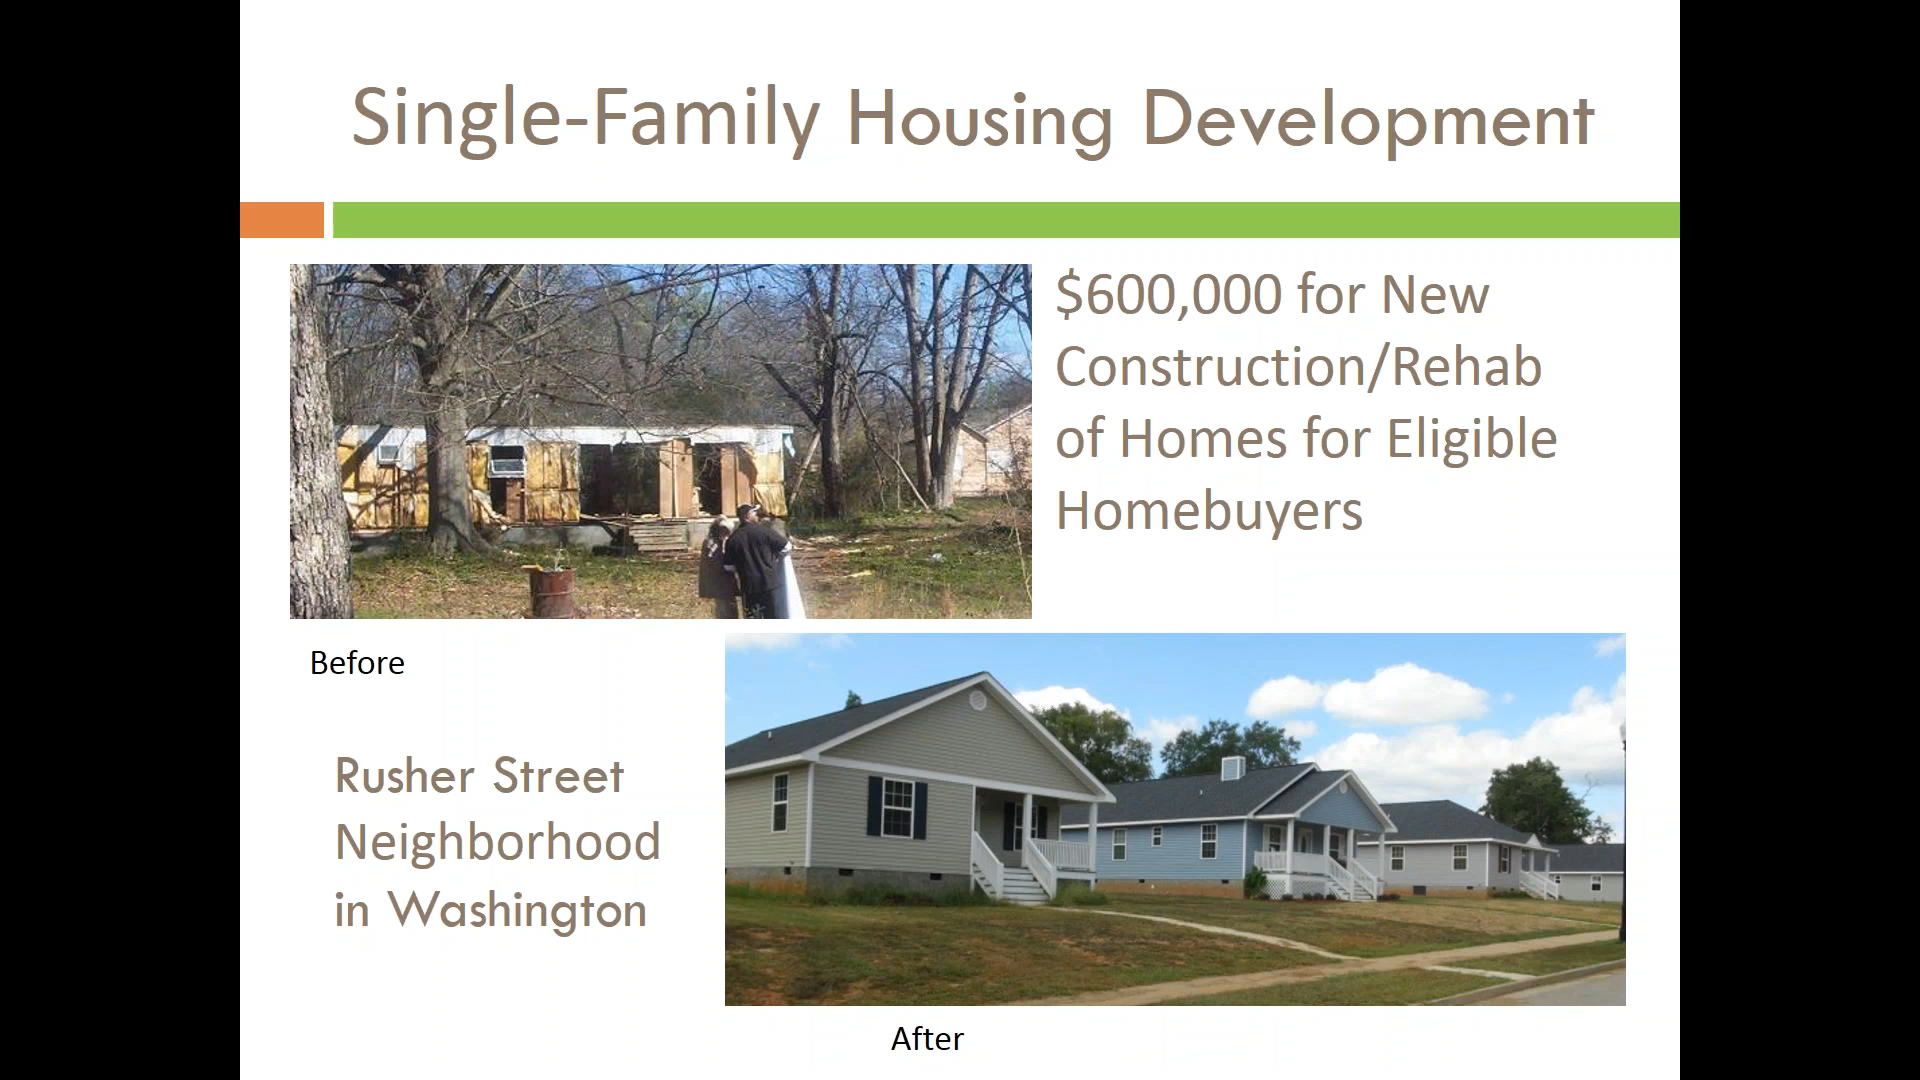 Single-Family Housing Development
$600,000 for New
Construction/Rehab
of Homes for Eligible
Homebuyers
Before
Rusher Street
Neighborhood
in Washington
After